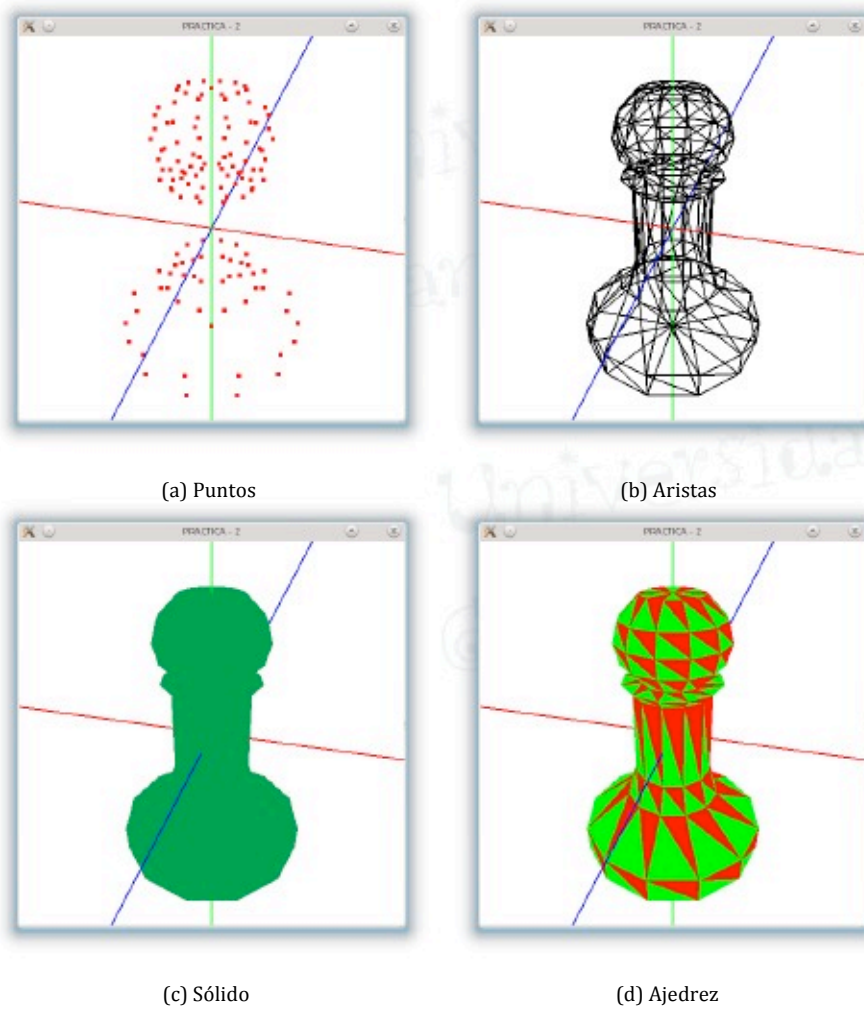 PRACTICA - 2
PRACTICA - 2
(a) Puntos
(b) Aristas
PRACTICA - 2
PRACTICA - 2
(c) Sólido
(d) Ajedrez